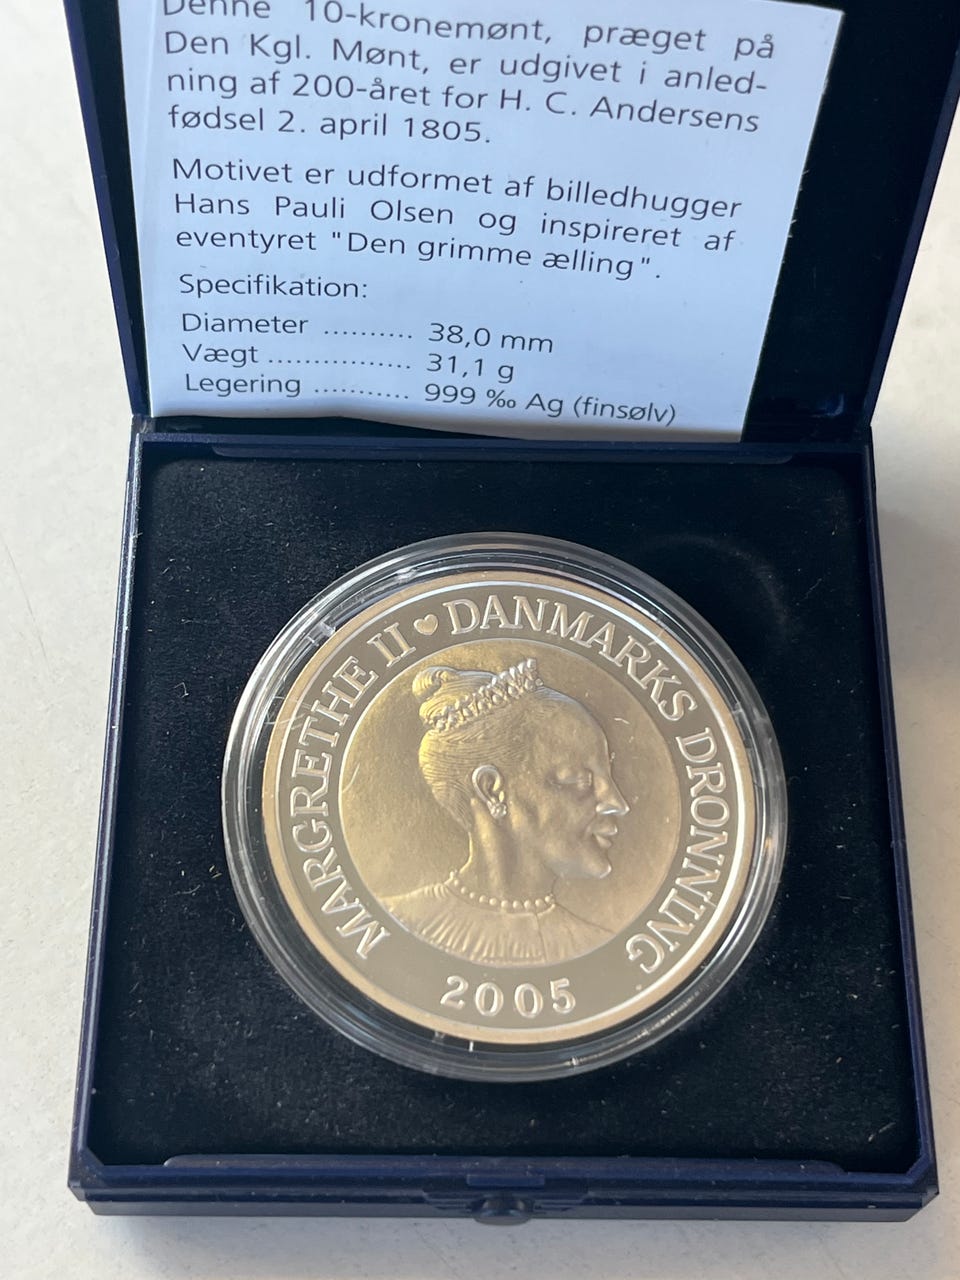 Denne 10-kronemønt, præget på
Den Kgl. Mønt, er udgivet i anled-
ning af 200-året for H. C. Andersens
fødsel 2. april 1805.
Motivet er udformet af billedhugger
Hans Pauli Olsen og inspireret af
eventyret "Den grimme ælling".
Specifikation:
Diameter .......... 38,0 mm
Vægt ................ 31,1 g
Legering ........... 999 ‰ Ag (finsølv)
MARGRETHE II ♥ DANMARKS DRONNING
2005